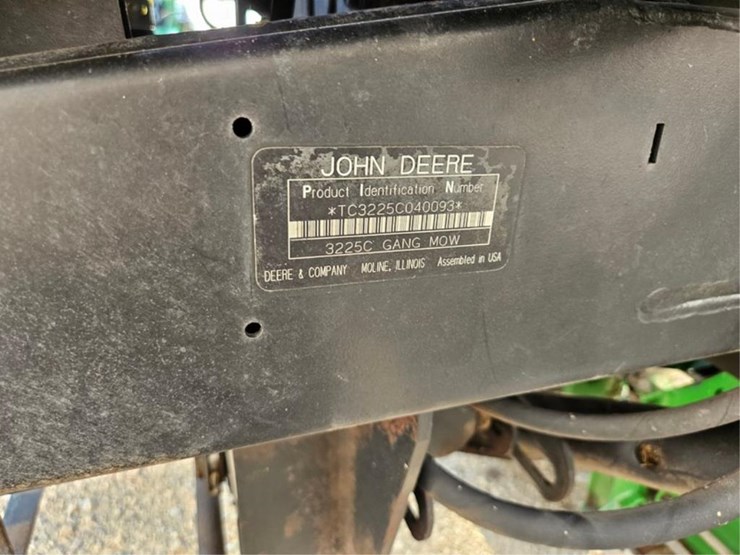 JOHN DEERE
Product Identification Number
*TC3225C040093*
3225C GANG MOW
DEERE & COMPANY MOLINE, ILLINOIS Assembled in USA